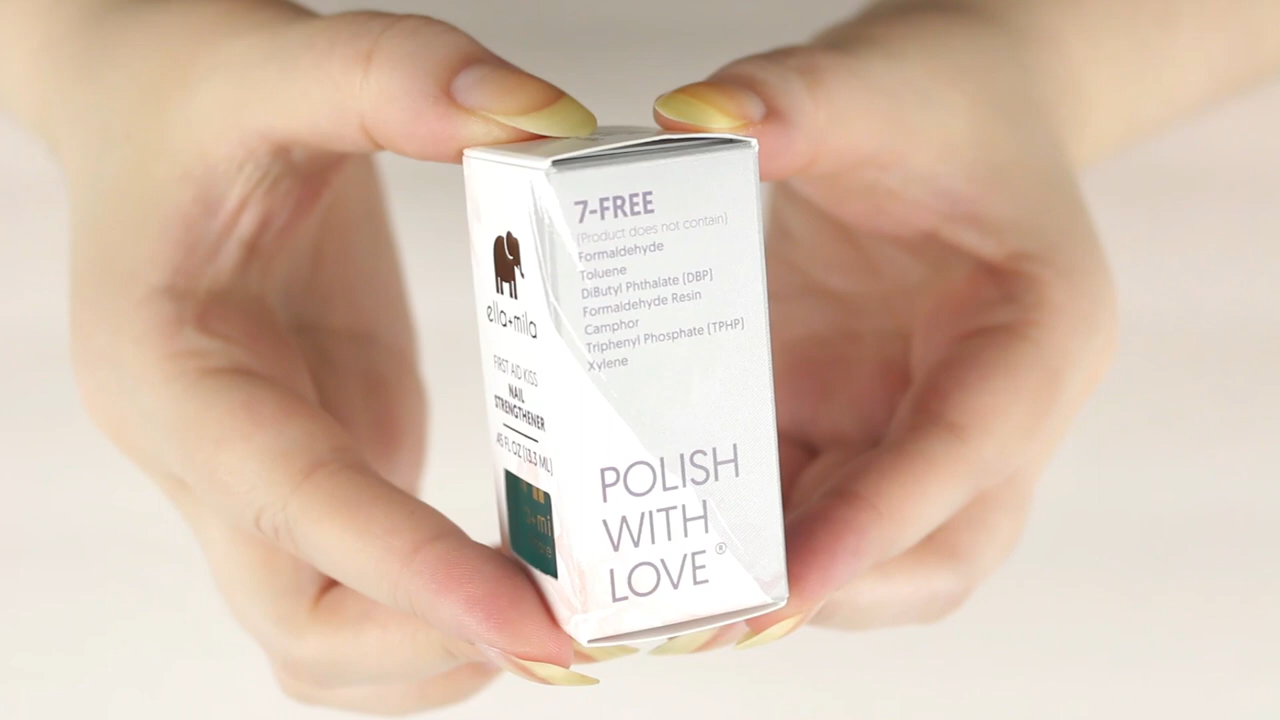 ella+mila
FIRST AID KISS
NAIL
STRENGTHENER
.45 FL OZ (13.3 ML)
7-FREE
(Product does not contain)
Formaldehyde
Toluene
DiButyl Phthalate (DBP)
Formaldehyde Resin
Camphor
Triphenyl Phosphate (TPHP)
Xylene
POLISH
WITH
LOVE®